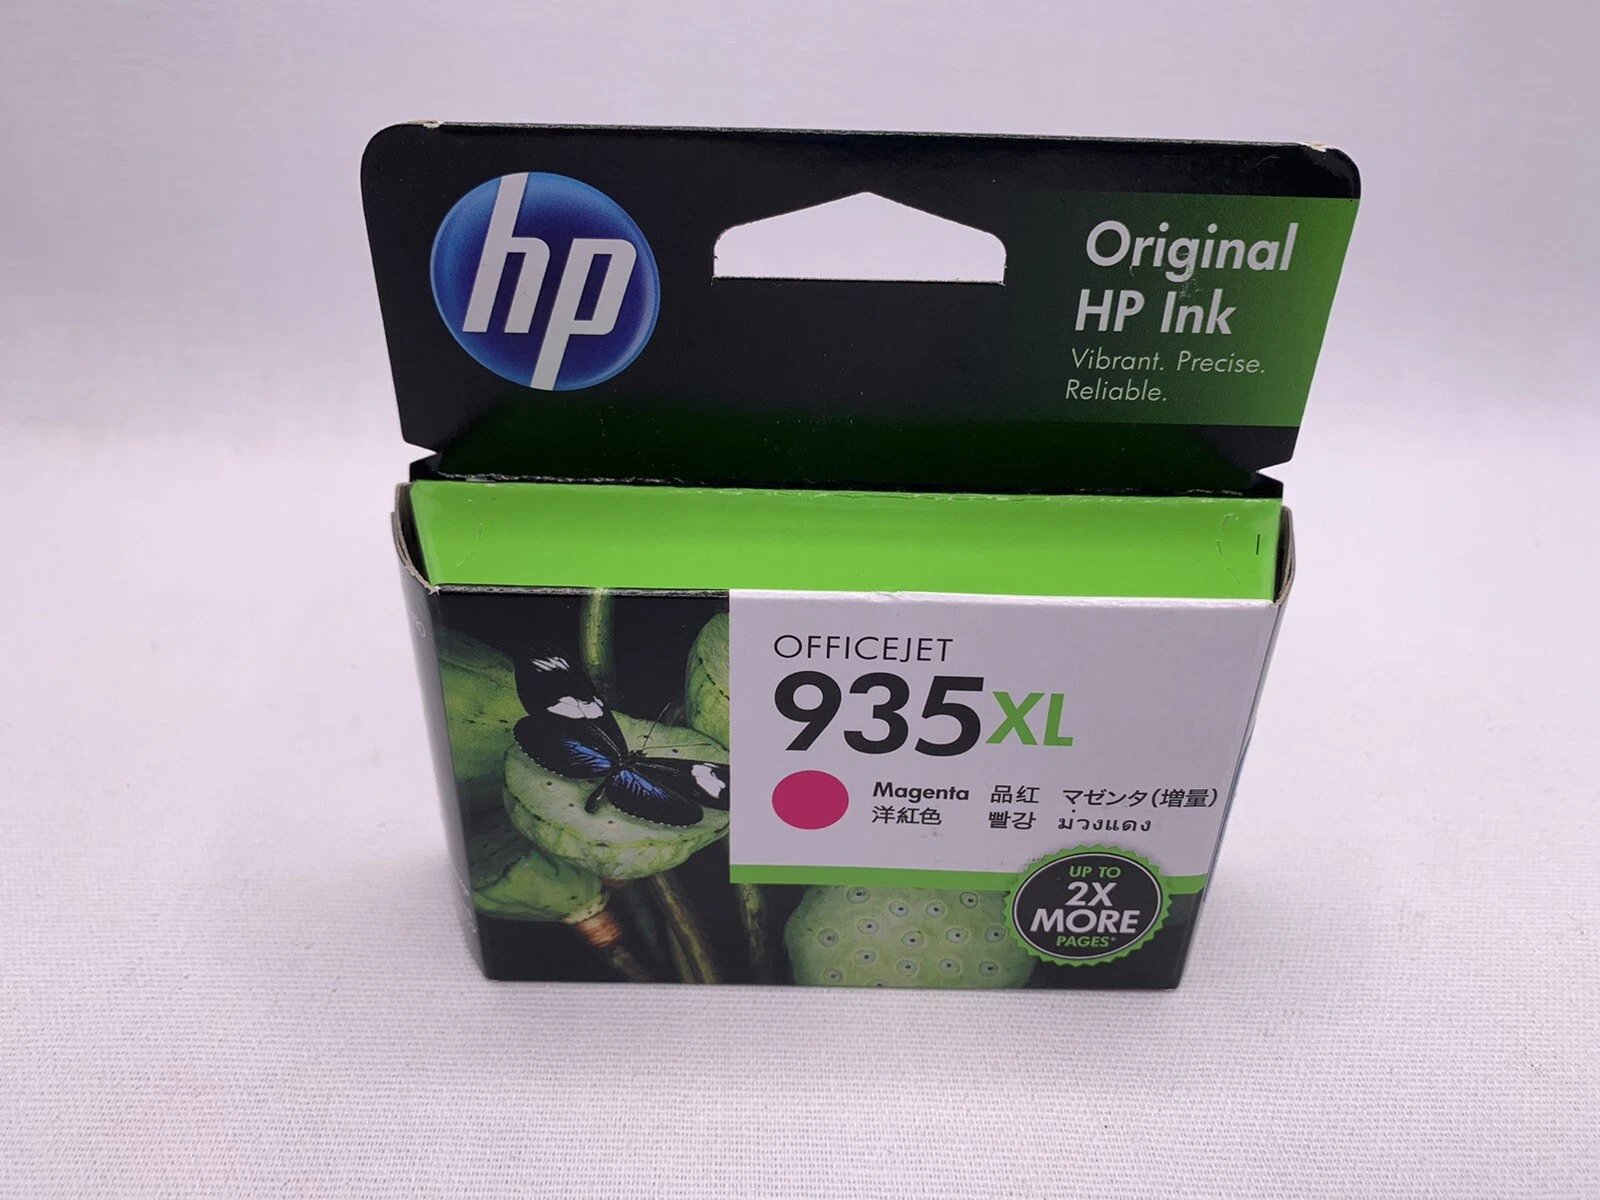 hp
Original
HP Ink
Vibrant. Precise.
Reliable.
OFFICEJET
935XL
Magenta 品红 マゼンタ(増量)
洋紅色 빨강 ม่วงแดง
UP TO
2X
MORE
PAGES*